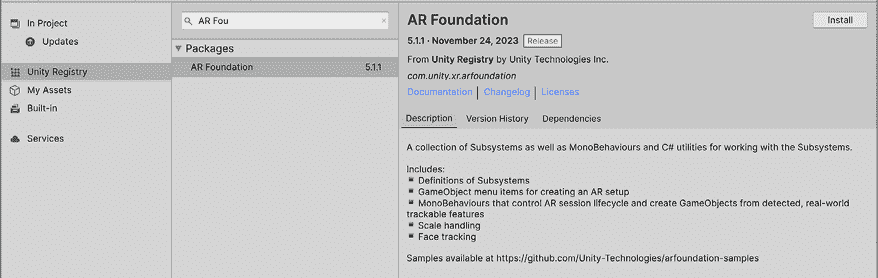 In Project
Updates
Unity Registry
My Assets
Built-in
Services
AR Fou
Packages
AR Foundation 5.1.1
AR Foundation
Install
5.1.1 · November 24, 2023 Release
From Unity Registry by Unity Technologies Inc.
com.unity.xr.arfoundation
Documentation Changelog Licenses
Description Version History Dependencies
A collection of Subsystems as well as MonoBehaviours and C# utilities for working with the Subsystems.
Includes:
Definitions of Subsystems
GameObject menu items for creating an AR setup
MonoBehaviours that control AR session lifecycle and create GameObjects from detected, real-world
trackable features
Scale handling
Face tracking
Samples available at https://github.com/Unity-Technologies/arfoundation-samples